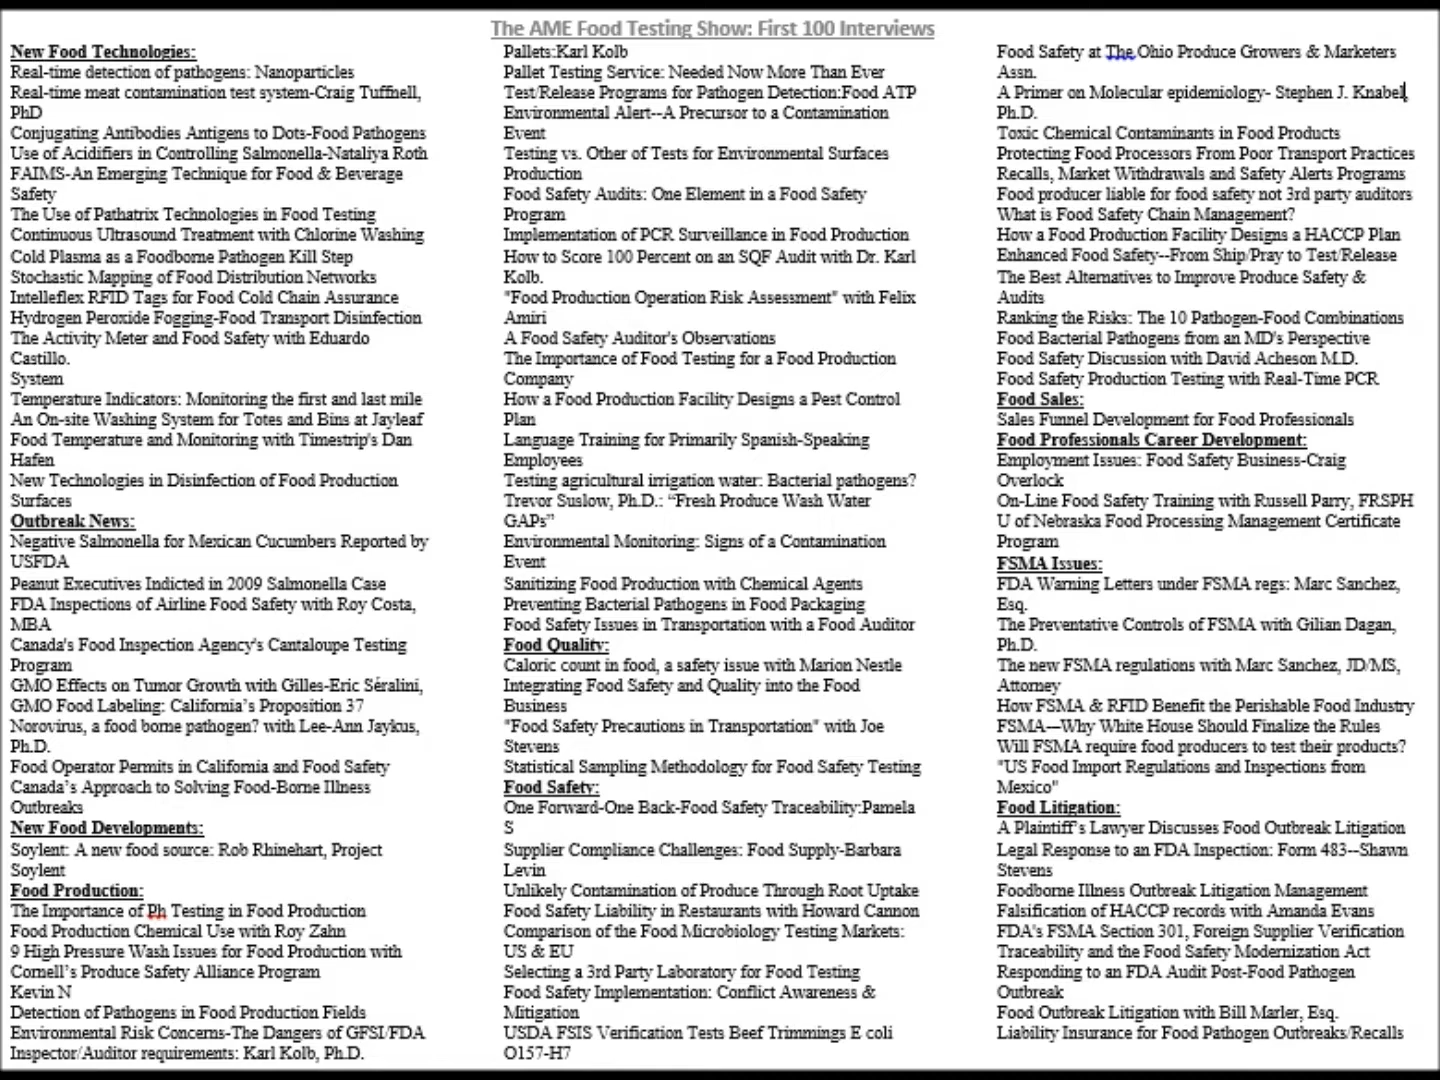 The AME Food Testing Show: First 100 Interviews
New Food Technologies:
Real-time detection of pathogens: Nanoparticles
Real-time meat contamination test system-Craig Tuffnell,
PhD
Conjugating Antibodies Antigens to Dots-Food Pathogens
Use of Acidifiers in Controlling Salmonella-Nataliya Roth
FAIMS-An Emerging Technique for Food & Beverage
Safety
The Use of Pathatrix Technologies in Food Testing
Continuous Ultrasound Treatment with Chlorine Washing
Cold Plasma as a Foodborne Pathogen Kill Step
Stochastic Mapping of Food Distribution Networks
Intelleflex RFID Tags for Food Cold Chain Assurance
Hydrogen Peroxide Fogging-Food Transport Disinfection
The Activity Meter and Food Safety with Eduardo
Castillo.
System
Temperature Indicators: Monitoring the first and last mile
An On-site Washing System for Totes and Bins at Jayleaf
Food Temperature and Monitoring with Timestrip's Dan
Hafen
New Technologies in Disinfection of Food Production
Surfaces
Outbreak News:
Negative Salmonella for Mexican Cucumbers Reported by
USFDA
Peanut Executives Indicted in 2009 Salmonella Case
FDA Inspections of Airline Food Safety with Roy Costa,
MBA
Canada's Food Inspection Agency's Cantaloupe Testing
Program
GMO Effects on Tumor Growth with Gilles-Eric Séralini,
GMO Food Labeling: California's Proposition 37
Norovirus, a food borne pathogen? with Lee-Ann Jaykus,
Ph.D.
Food Operator Permits in California and Food Safety
Canada's Approach to Solving Food-Borne Illness
Outbreaks
New Food Developments:
Soylent: A new food source: Rob Rhinehart, Project
Soylent
Food Production:
The Importance of Ph Testing in Food Production
Food Production Chemical Use with Roy Zahn
9 High Pressure Wash Issues for Food Production with
Cornell's Produce Safety Alliance Program
Kevin N
Detection of Pathogens in Food Production Fields
Environmental Risk Concerns-The Dangers of GFSI/FDA
Inspector/Auditor requirements: Karl Kolb, Ph.D.
Pallets:Karl Kolb
Pallet Testing Service: Needed Now More Than Ever
Test/Release Programs for Pathogen Detection:Food ATP
Environmental Alert--A Precursor to a Contamination
Event
Testing vs. Other of Tests for Environmental Surfaces
Production
Food Safety Audits: One Element in a Food Safety
Program
Implementation of PCR Surveillance in Food Production
How to Score 100 Percent on an SQF Audit with Dr. Karl
Kolb.
"Food Production Operation Risk Assessment" with Felix
Amiri
A Food Safety Auditor's Observations
The Importance of Food Testing for a Food Production
Company
How a Food Production Facility Designs a Pest Control
Plan
Language Training for Primarily Spanish-Speaking
Employees
Testing agricultural irrigation water: Bacterial pathogens?
Trevor Suslow, Ph.D.: “Fresh Produce Wash Water
GAPs”
Environmental Monitoring: Signs of a Contamination
Event
Sanitizing Food Production with Chemical Agents
Preventing Bacterial Pathogens in Food Packaging
Food Safety Issues in Transportation with a Food Auditor
Food Quality:
Caloric count in food, a safety issue with Marion Nestle
Integrating Food Safety and Quality into the Food
Business
"Food Safety Precautions in Transportation" with Joe
Stevens
Statistical Sampling Methodology for Food Safety Testing
Food Safety:
One Forward-One Back-Food Safety Traceability:Pamela
S
Supplier Compliance Challenges: Food Supply-Barbara
Levin
Unlikely Contamination of Produce Through Root Uptake
Food Safety Liability in Restaurants with Howard Cannon
Comparison of the Food Microbiology Testing Markets:
US & EU
Selecting a 3rd Party Laboratory for Food Testing
Food Safety Implementation: Conflict Awareness &
Mitigation
USDA FSIS Verification Tests Beef Trimmings E coli
O157-H7
Food Safety at The Ohio Produce Growers & Marketers
Assn.
A Primer on Molecular epidemiology- Stephen J. Knabel,
Ph.D.
Toxic Chemical Contaminants in Food Products
Protecting Food Processors From Poor Transport Practices
Recalls, Market Withdrawals and Safety Alerts Programs
Food producer liable for food safety not 3rd party auditors
What is Food Safety Chain Management?
How a Food Production Facility Designs a HACCP Plan
Enhanced Food Safety--From Ship/Pray to Test/Release
The Best Alternatives to Improve Produce Safety &
Audits
Ranking the Risks: The 10 Pathogen-Food Combinations
Food Bacterial Pathogens from an MD's Perspective
Food Safety Discussion with David Acheson M.D.
Food Safety Production Testing with Real-Time PCR
Food Sales:
Sales Funnel Development for Food Professionals
Food Professionals Career Development:
Employment Issues: Food Safety Business-Craig
Overlock
On-Line Food Safety Training with Russell Parry, FRSPH
U of Nebraska Food Processing Management Certificate
Program
FSMA Issues:
FDA Warning Letters under FSMA regs: Marc Sanchez,
Esq.
The Preventative Controls of FSMA with Gilian Dagan,
Ph.D.
The new FSMA regulations with Marc Sanchez, JD/MS,
Attorney
How FSMA & RFID Benefit the Perishable Food Industry
FSMA—Why White House Should Finalize the Rules
Will FSMA require food producers to test their products?
"US Food Import Regulations and Inspections from
Mexico"
Food Litigation:
A Plaintiff's Lawyer Discusses Food Outbreak Litigation
Legal Response to an FDA Inspection: Form 483--Shawn
Stevens
Foodborne Illness Outbreak Litigation Management
Falsification of HACCP records with Amanda Evans
FDA's FSMA Section 301, Foreign Supplier Verification
Traceability and the Food Safety Modernization Act
Responding to an FDA Audit Post-Food Pathogen
Outbreak
Food Outbreak Litigation with Bill Marler, Esq.
Liability Insurance for Food Pathogen Outbreaks/Recalls